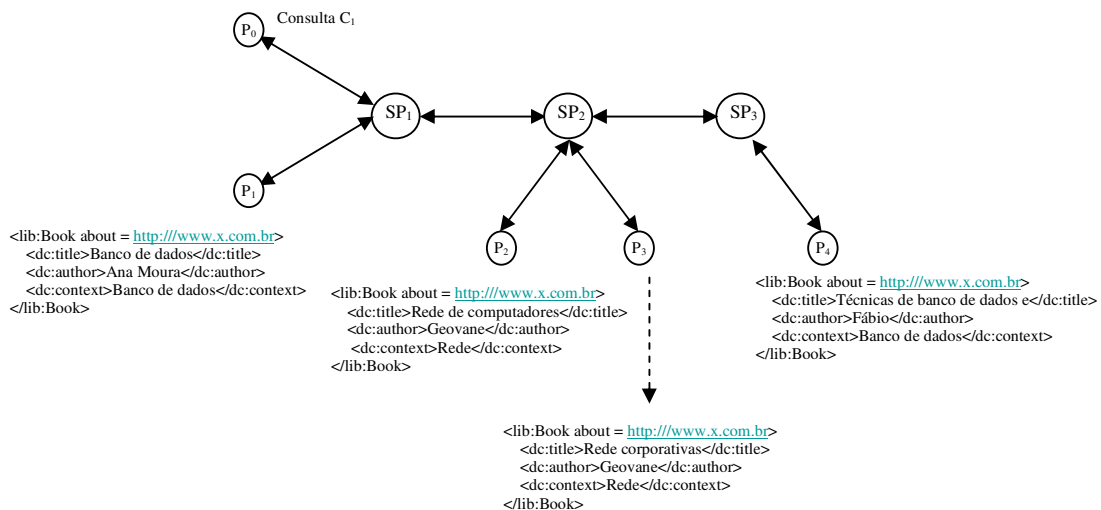 P₀
Consulta C₁
SP₁
SP₂
SP₃
P₁
<lib:Book about = http:///www.x.com.br>
<dc:title>Banco de dados</dc:title>
<dc:author>Ana Moura</dc:author>
<dc:context>Banco de dados</dc:context>
</lib:Book>
P₂
P₃
P₄
<lib:Book about = http:///www.x.com.br>
<dc:title>Rede de computadores</dc:title>
<dc:author>Geovane</dc:author>
<dc:context>Rede</dc:context>
</lib:Book>
<lib:Book about = http:///www.x.com.br>
<dc:title>Técnicas de banco de dados e</dc:title>
<dc:author>Fábio</dc:author>
<dc:context>Banco de dados</dc:context>
</lib:Book>
<lib:Book about = http:///www.x.com.br>
<dc:title>Rede corporativas</dc:title>
<dc:author>Geovane</dc:author>
<dc:context>Rede</dc:context>
</lib:Book>